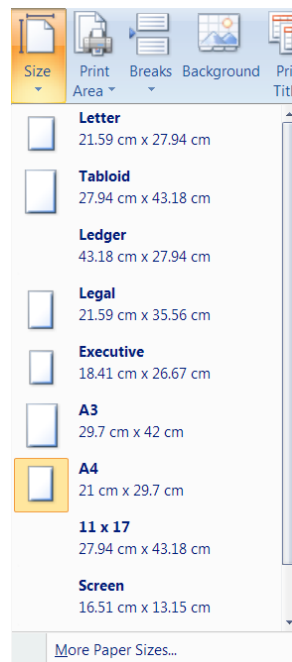 Size Print Area Breaks Background Pri Titl
Letter
21.59 cm x 27.94 cm
Tabloid
27.94 cm x 43.18 cm
Ledger
43.18 cm x 27.94 cm
Legal
21.59 cm x 35.56 cm
Executive
18.41 cm x 26.67 cm
A3
29.7 cm x 42 cm
A4
21 cm x 29.7 cm
11 x 17
27.94 cm x 43.18 cm
Screen
16.51 cm x 13.15 cm
More Paper Sizes...